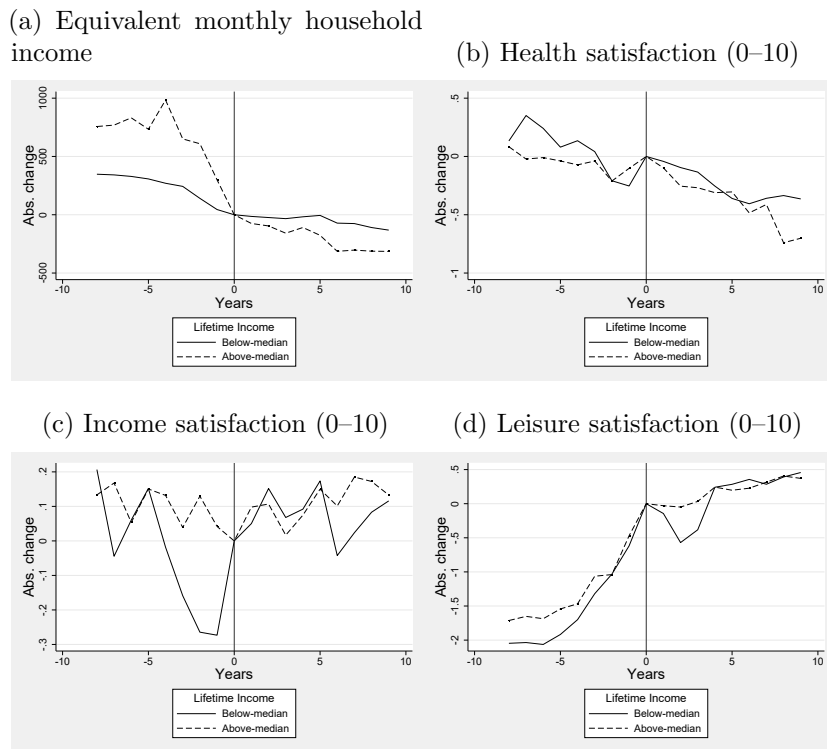 (a) Equivalent monthly household
income
(b) Health satisfaction (0–10)
Abs. change
1000
500
0
-500
-10
-5
0
5
10
Years
Lifetime Income
Below-median
Above-median
Abs. change
.5
0
-.5
-1
-10
-5
0
5
10
Years
Lifetime Income
Below-median
Above-median
(c) Income satisfaction (0–10)
(d) Leisure satisfaction (0–10)
Abs. change
.2
.1
0
-.1
-.2
-.3
-10
-5
0
5
10
Years
Lifetime Income
Below-median
Above-median
Abs. change
.5
0
-.5
-1
-1.5
-2
-10
-5
0
5
10
Years
Lifetime Income
Below-median
Above-median